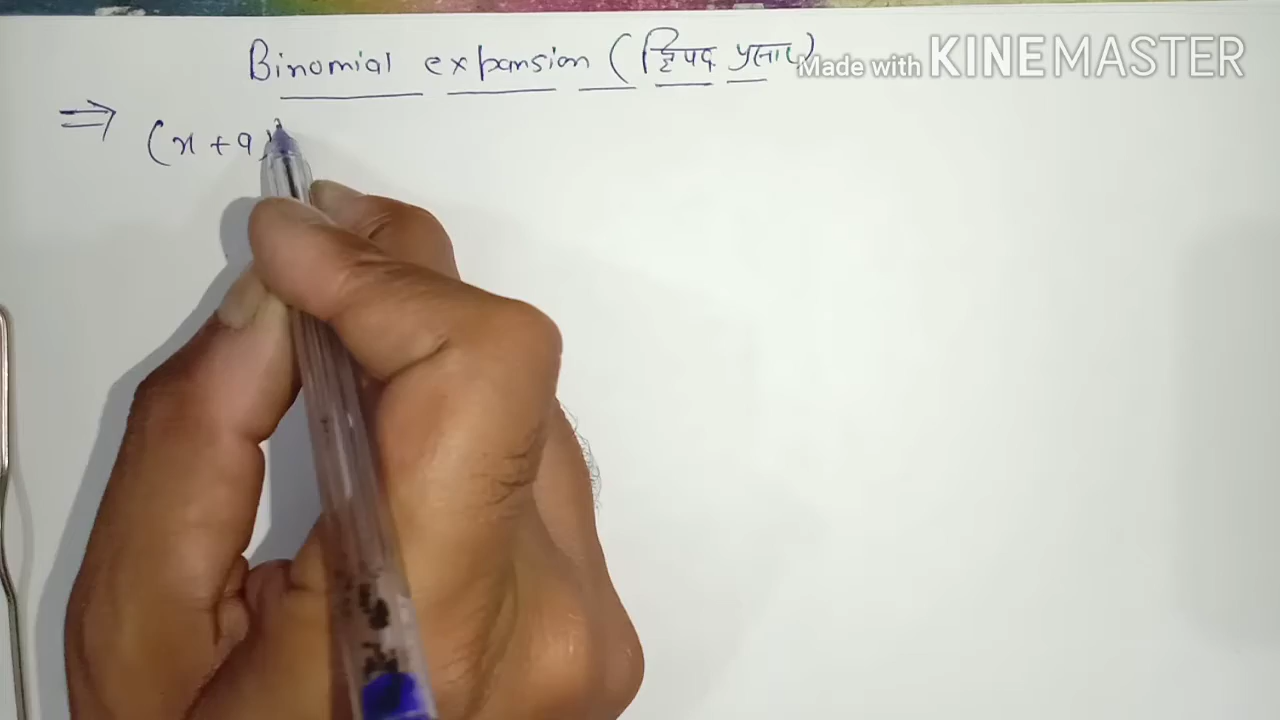 Binomial expansion (द्विपद प्रसार)
Made with KINEMASTER
⇒ (x+a)